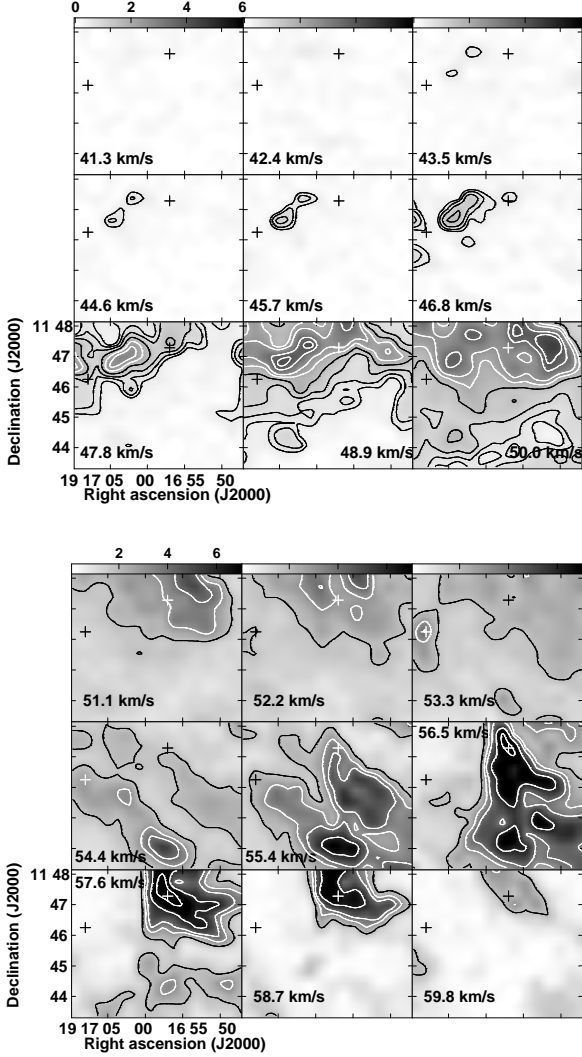 0 2 4 6
41.3 km/s 42.4 km/s 43.5 km/s
44.6 km/s 45.7 km/s 46.8 km/s
11 48
47
46
45
44
Declination (J2000)
47.8 km/s 48.9 km/s 50.0 km/s
19 17 05 00 16 55 50
Right ascension (J2000)
2 4 6
51.1 km/s 52.2 km/s 53.3 km/s
56.5 km/s
54.4 km/s 55.4 km/s
11 48 57.6 km/s
47
46
45
44
Declination (J2000)
58.7 km/s 59.8 km/s
19 17 05 00 16 55 50
Right ascension (J2000)